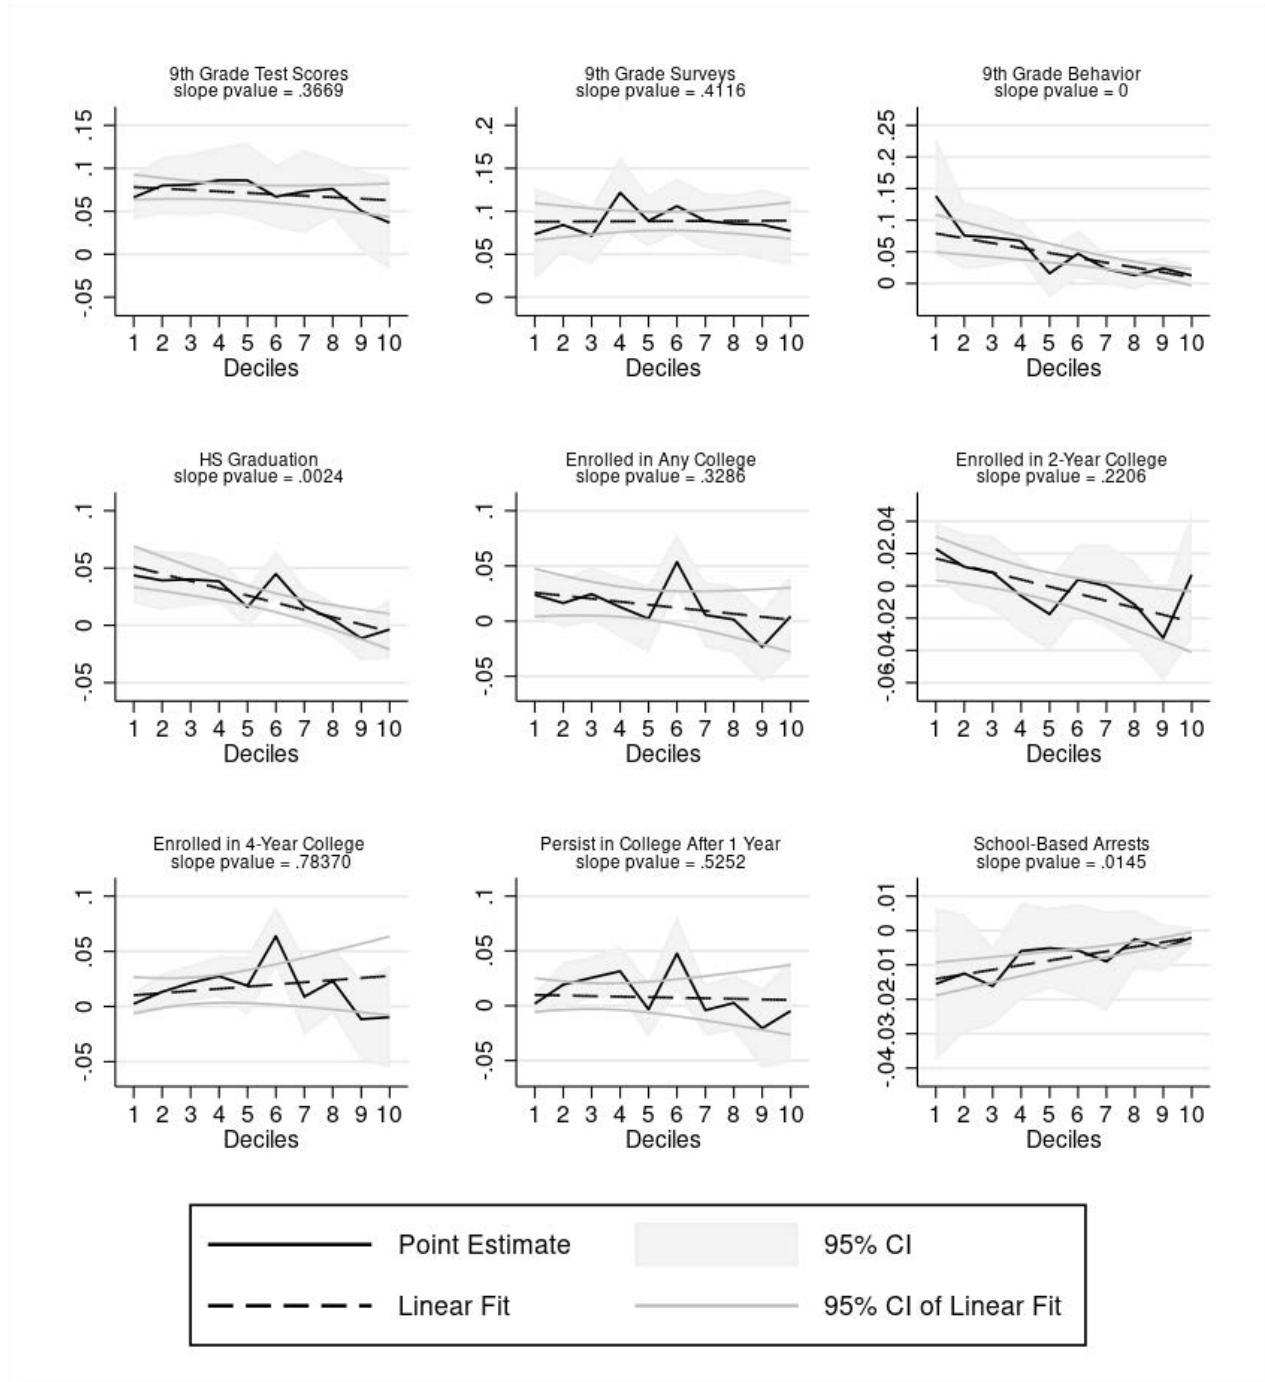 9th Grade Test Scores
slope pvalue = .3669
.15
.1
.05
0
-.05
1 2 3 4 5 6 7 8 9 10
Deciles
9th Grade Surveys
slope pvalue = .4116
.2
.15
.1
.05
0
1 2 3 4 5 6 7 8 9 10
Deciles
9th Grade Behavior
slope pvalue = 0
.25
.2
.15
.1
.05
0
1 2 3 4 5 6 7 8 9 10
Deciles
HS Graduation
slope pvalue = .0024
.1
.05
0
-.05
1 2 3 4 5 6 7 8 9 10
Deciles
Enrolled in Any College
slope pvalue = .3286
.1
.05
0
-.05
1 2 3 4 5 6 7 8 9 10
Deciles
Enrolled in 2-Year College
slope pvalue = .2206
.04
.02
0
-.02
-.04
-.06
1 2 3 4 5 6 7 8 9 10
Deciles
Enrolled in 4-Year College
slope pvalue = .78370
.1
.05
0
-.05
1 2 3 4 5 6 7 8 9 10
Deciles
Persist in College After 1 Year
slope pvalue = .5252
.1
.05
0
-.05
1 2 3 4 5 6 7 8 9 10
Deciles
School-Based Arrests
slope pvalue = .0145
.01
0
-.01
-.02
-.03
-.04
1 2 3 4 5 6 7 8 9 10
Deciles
Point Estimate
95% CI
Linear Fit
95% CI of Linear Fit